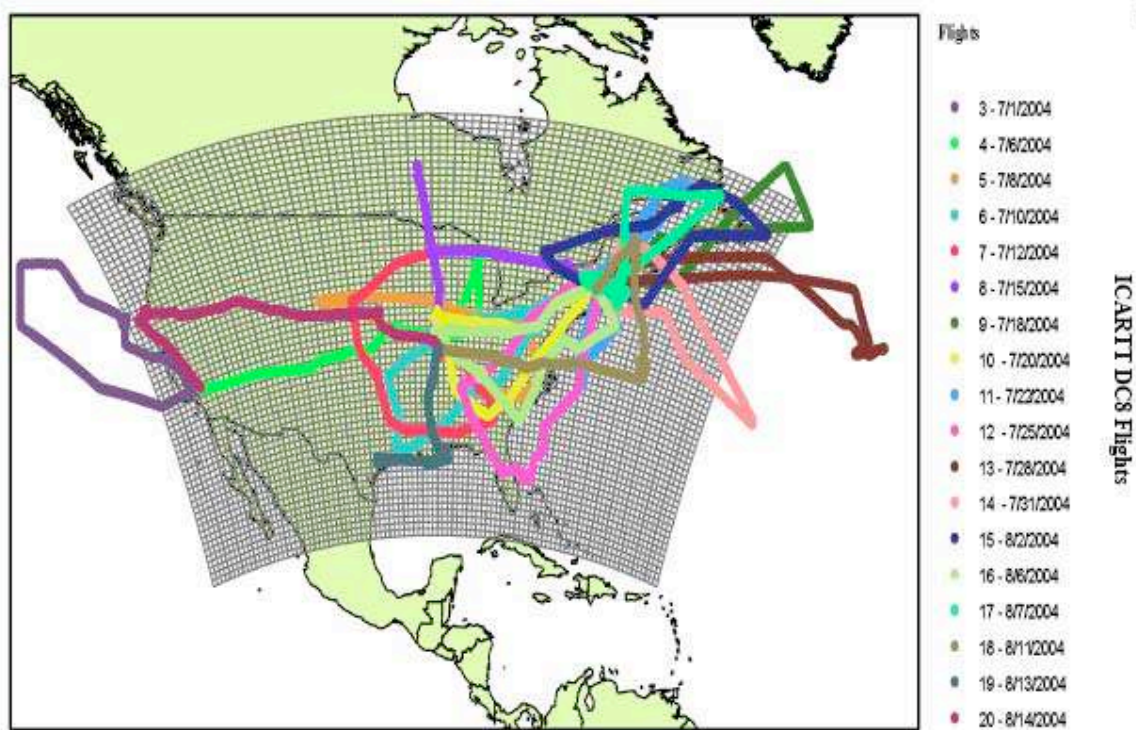 Flights
3 - 7/1/2004
4 - 7/6/2004
5 - 7/8/2004
6 - 7/10/2004
7 - 7/12/2004
8 - 7/15/2004
9 - 7/18/2004
10 - 7/20/2004
11 - 7/22/2004
12 - 7/25/2004
13 - 7/28/2004
14 - 7/31/2004
15 - 8/2/2004
16 - 8/6/2004
17 - 8/7/2004
18 - 8/11/2004
19 - 8/13/2004
20 - 8/14/2004
ICARTT DC8 Flights